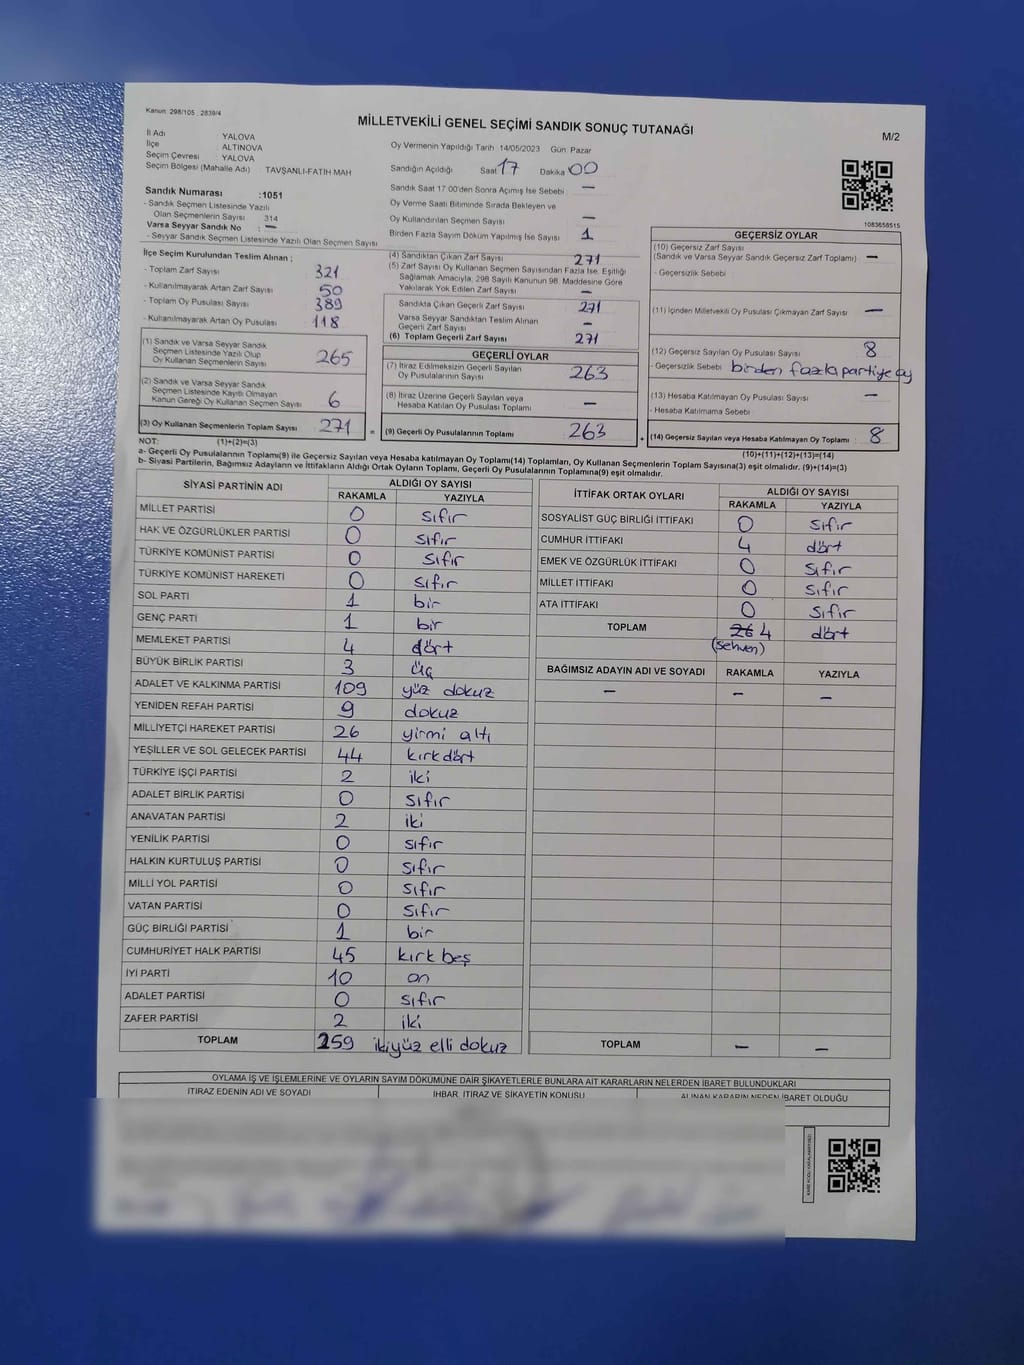 Kanun: 298/105 ; 2839/4
MİLLETVEKİLİ GENEL SEÇİMİ SANDIK SONUÇ TUTANAĞI
M/2
İl Adı YALOVA
İlçe ALTINOVA
Seçim Çevresi YALOVA
Seçim Bölgesi (Mahalle Adı) : TAVŞANLI-FATİH MAH
Sandık Numarası :1051
- Sandık Seçmen Listesinde Yazılı
Olan Seçmenlerin Sayısı : 314
Varsa Seyyar Sandık No : —
- Seyyar Sandık Seçmen Listesinde Yazılı Olan Seçmen Sayısı
Oy Vermenin Yapıldığı Tarih 14/05/2023 Gün Pazar
Sandığın Açıldığı Saat 17 Dakika 00
Sandık Saat 17.00'den Sonra Açımış İse Sebebi : —
Oy Verme Saati Bitiminde Sırada Bekleyen ve
Oy Kullandırılan Seçmen Sayısı —
Birden Fazla Sayım Döküm Yapılmış İse Sayısı 1
1083658515
İlçe Seçim Kurulundan Teslim Alınan ;
- Toplam Zarf Sayısı 321
- Kullanılmayarak Artan Zarf Sayısı 50
- Toplam Oy Pusulası Sayısı 389
- Kullanılmayarak Artan Oy Pusulası 118
(1) Sandık ve Varsa Seyyar Sandık
Seçmen Listesinde Yazılı Olup
Oy Kullanan Seçmenlerin Sayısı 265
(2) Sandık ve Varsa Seyyar Sandık
Seçmen Listesinde Kayıtlı Olmayan
Kanun Gereği Oy Kullanan Seçmen Sayısı 6
(3) Oy Kullanan Seçmenlerin Toplam Sayısı 271 =
(4) Sandıktan Çıkan Zarf Sayısı 271
(5) Zarf Sayısı Oy Kullanan Seçmen Sayısından Fazla İse, Eşitliği
Sağlamak Amacıyla, 298 Sayılı Kanunun 98. Maddesine Göre
Yakılarak Yok Edilen Zarf Sayısı —
Sandıkta Çıkan Geçerli Zarf Sayısı 271
Varsa Seyyar Sandıktan Teslim Alınan
Geçerli Zarf Sayısı —
(6) Toplam Geçerli Zarf Sayısı 271
GEÇERLİ OYLAR
(7) İtiraz Edilmeksizin Geçerli Sayılan
Oy Pusulalarının Sayısı 263
(8) İtiraz Üzerine Geçerli Sayılan veya
Hesaba Katılan Oy Pusulası Toplamı —
(9) Geçerli Oy Pusulalarının Toplamı 263 +
GEÇERSİZ OYLAR
(10) Geçersiz Zarf Sayısı
(Sandık ve Varsa Seyyar Sandık Geçersiz Zarf Toplamı) —
- Geçersizlik Sebebi :
(11) İçinden Milletvekili Oy Pusulası Çıkmayan Zarf Sayısı —
(12) Geçersiz Sayılan Oy Pusulası Sayısı 8
- Geçersizlik Sebebi : birden fazla partiye oy
(13) Hesaba Katılmayan Oy Pusulası Sayısı —
- Hesaba Katılmama Sebebi :
(14) Geçersiz Sayılan veya Hesaba Katılmayan Oy Toplamı : 8
NOT: (1)+(2)=(3)
(10)+(11)+(12)+(13)=(14)
a- Geçerli Oy Pusulaları Toplamı(9) ile Geçersiz Sayılan veya Hesaba katılmayan Oy Toplamı(14) Toplamları, Oy Kullanan Seçmenlerin Toplam Sayısına(3) eşit olmalıdır. (9)+(14)=(3)
b- Siyasi Partilerin, Bağımsız Adayların ve İttifakların Aldığı Ortak Oyların Toplamı, Geçerli Oy Pusulalarının Toplamına(9) eşit olmalıdır.
SİYASİ PARTİNİN ADI ALDIĞI OY SAYISI
RAKAMLA YAZIYLA
MİLLET PARTİSİ 0 sıfır
HAK VE ÖZGÜRLÜKLER PARTİSİ 0 sıfır
TÜRKİYE KOMÜNİST PARTİSİ 0 sıfır
TÜRKİYE KOMÜNİST HAREKETİ 0 sıfır
SOL PARTİ 1 bir
GENÇ PARTİ 1 bir
MEMLEKET PARTİSİ 4 dört
BÜYÜK BİRLİK PARTİSİ 3 üç
ADALET VE KALKINMA PARTİSİ 109 yüz dokuz
YENİDEN REFAH PARTİSİ 9 dokuz
MİLLİYETÇİ HAREKET PARTİSİ 26 yirmi altı
YEŞİLLER VE SOL GELECEK PARTİSİ 44 kırk dört
TÜRKİYE İŞÇİ PARTİSİ 2 iki
ADALET BİRLİK PARTİSİ 0 sıfır
ANAVATAN PARTİSİ 2 iki
YENİLİK PARTİSİ 0 sıfır
HALKIN KURTULUŞ PARTİSİ 0 sıfır
MİLLİ YOL PARTİSİ 0 sıfır
VATAN PARTİSİ 0 sıfır
GÜÇ BİRLİĞİ PARTİSİ 1 bir
CUMHURİYET HALK PARTİSİ 45 kırk beş
İYİ PARTİ 10 on
ADALET PARTİSİ 0 sıfır
ZAFER PARTİSİ 2 iki
TOPLAM 259 ikiyüz elli dokuz
İTTİFAK ORTAK OYLARI ALDIĞI OY SAYISI
RAKAMLA YAZIYLA
SOSYALİST GÜÇ BİRLİĞİ İTTİFAKI 0 sıfır
CUMHUR İTTİFAKI 4 dört
EMEK VE ÖZGÜRLÜK İTTİFAKI 0 sıfır
MİLLET İTTİFAKI 0 sıfır
ATA İTTİFAKI 0 sıfır
TOPLAM 26 4 dört
(sehven)
BAĞIMSIZ ADAYIN ADI VE SOYADI RAKAMLA YAZIYLA
— — —
TOPLAM — —
OYLAMA İŞ VE İŞLEMLERİNE VE OYLARIN SAYIM DÖKÜMÜNE DAİR ŞİKAYETLERLE BUNLARA AİT KARARLARIN NELERDEN İBARET BULUNDUKLARI
İTİRAZ EDENİN ADI VE SOYADI İHBAR, İTİRAZ VE ŞİKAYETİN KONUSU ALINAN KARARIN NEDEN İBARET OLDUĞU